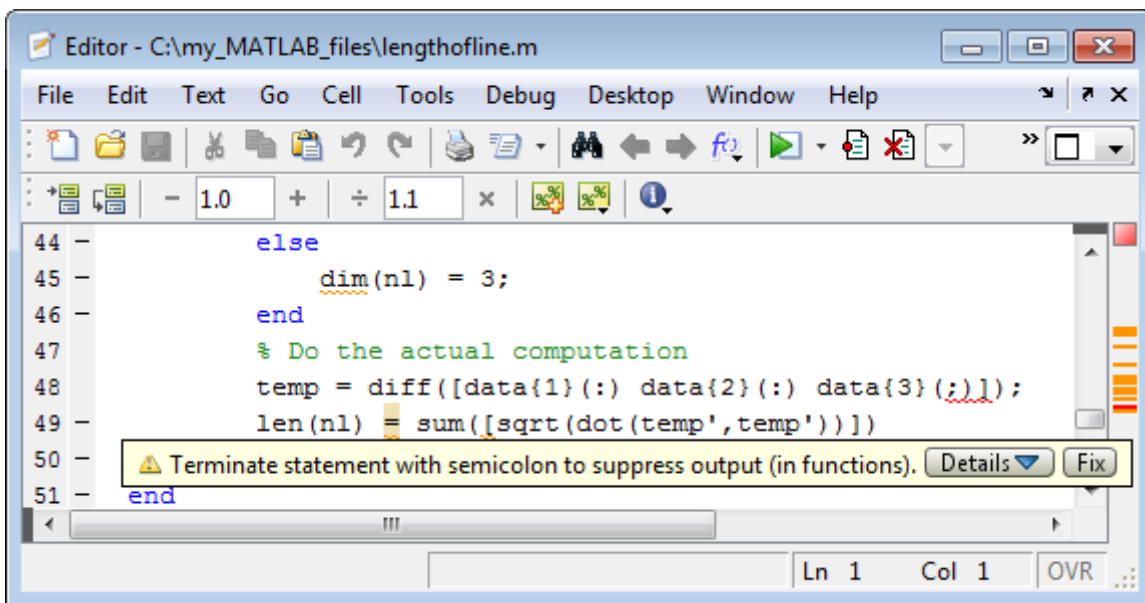 Editor - C:\my_MATLAB_files\lengthofline.m
File Edit Text Go Cell Tools Debug Desktop Window Help
− 1.0 + ÷ 1.1 ×
44 − else
45 − dim(nl) = 3;
46 − end
47 % Do the actual computation
48 temp = diff([data{1}(:) data{2}(:) data{3}(;)]);
49 − len(nl) = sum([sqrt(dot(temp',temp'))])
50 −
Terminate statement with semicolon to suppress output (in functions). Details Fix
51 − end
Ln 1 Col 1 OVR